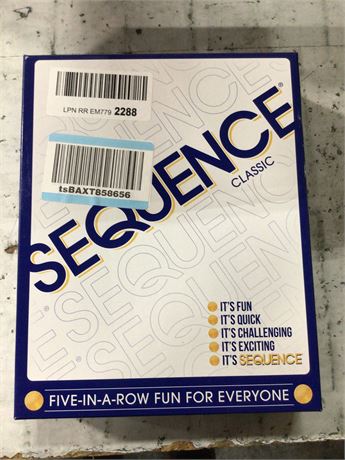 LPN RR EM779 2288
tsBAXT858656
SEQUENCE®
CLASSIC
IT'S FUN
IT'S QUICK
IT'S CHALLENGING
IT'S EXCITING
IT'S SEQUENCE
FIVE-IN-A-ROW FUN FOR EVERYONE